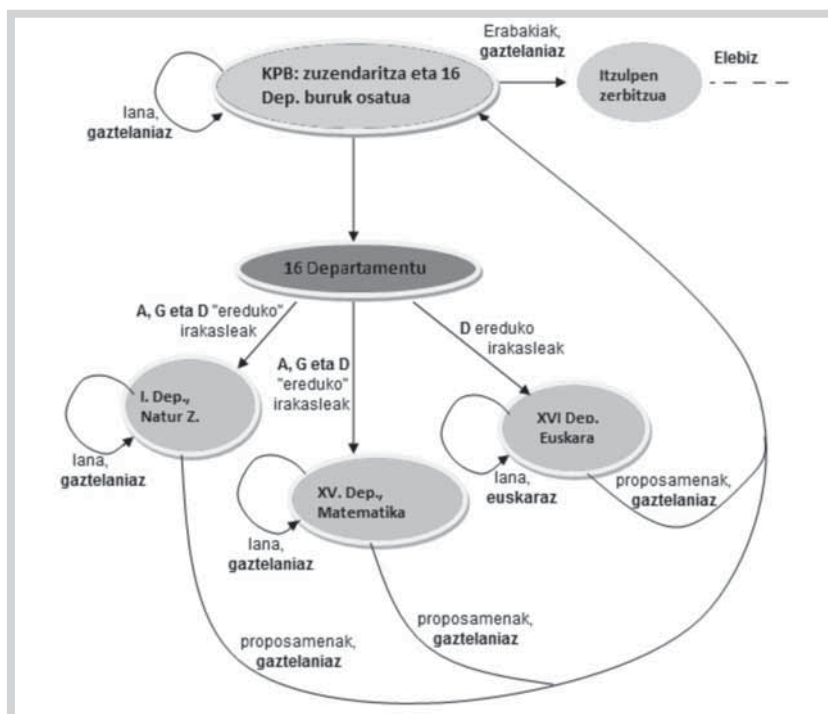 Erabakiak,
gaztelaniaz
KPB: zuzendaritza eta 16
Dep. buruk osatua
Itzulpen
zerbitzua
Elebiz
lana,
gaztelaniaz
16 Departamentu
A, G eta D "ereduko"
irakasleak
A, G eta D
"ereduko"
irakasleak
D ereduko
irakasleak
I. Dep.,
Natur Z.
XVI Dep.
Euskara
lana,
gaztelaniaz
lana,
euskaraz
proposamenak,
gaztelaniaz
XV. Dep.,
Matematika
lana,
gaztelaniaz
proposamenak,
gaztelaniaz
proposamenak,
gaztelaniaz